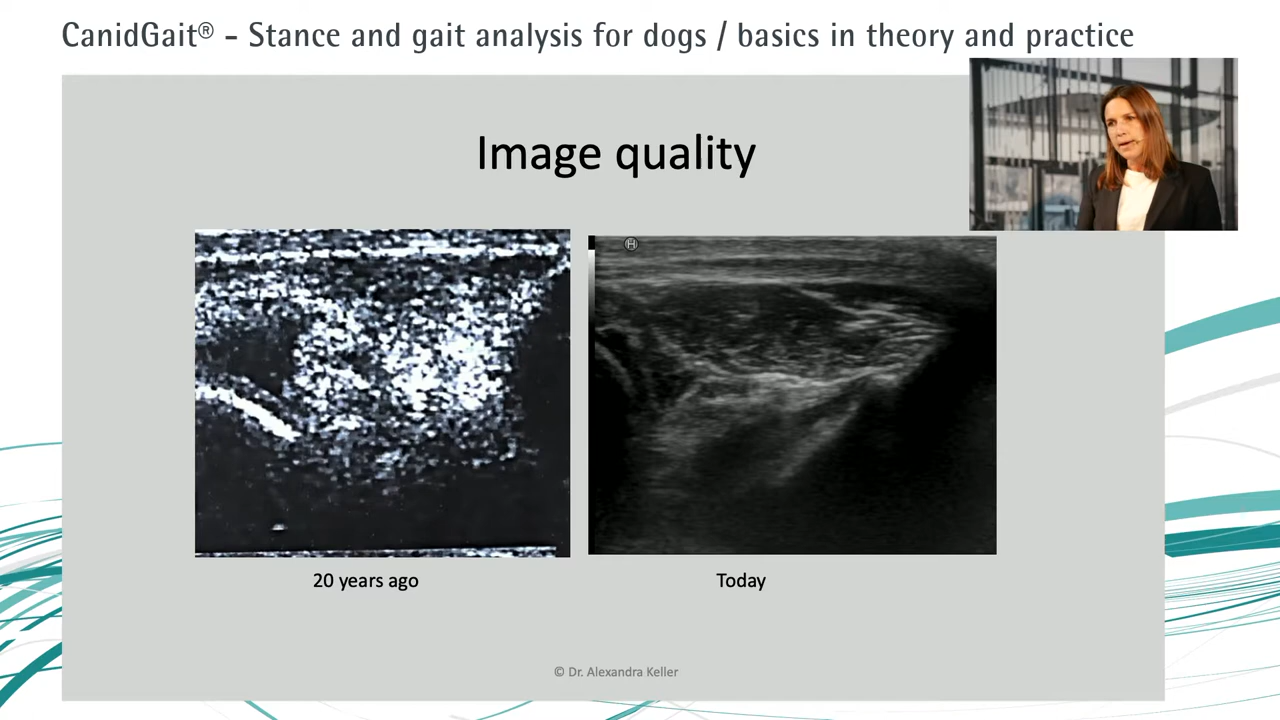 CanidGait® - Stance and gait analysis for dogs / basics in theory and practice
Image quality
H
20 years ago
Today
© Dr. Alexandra Keller